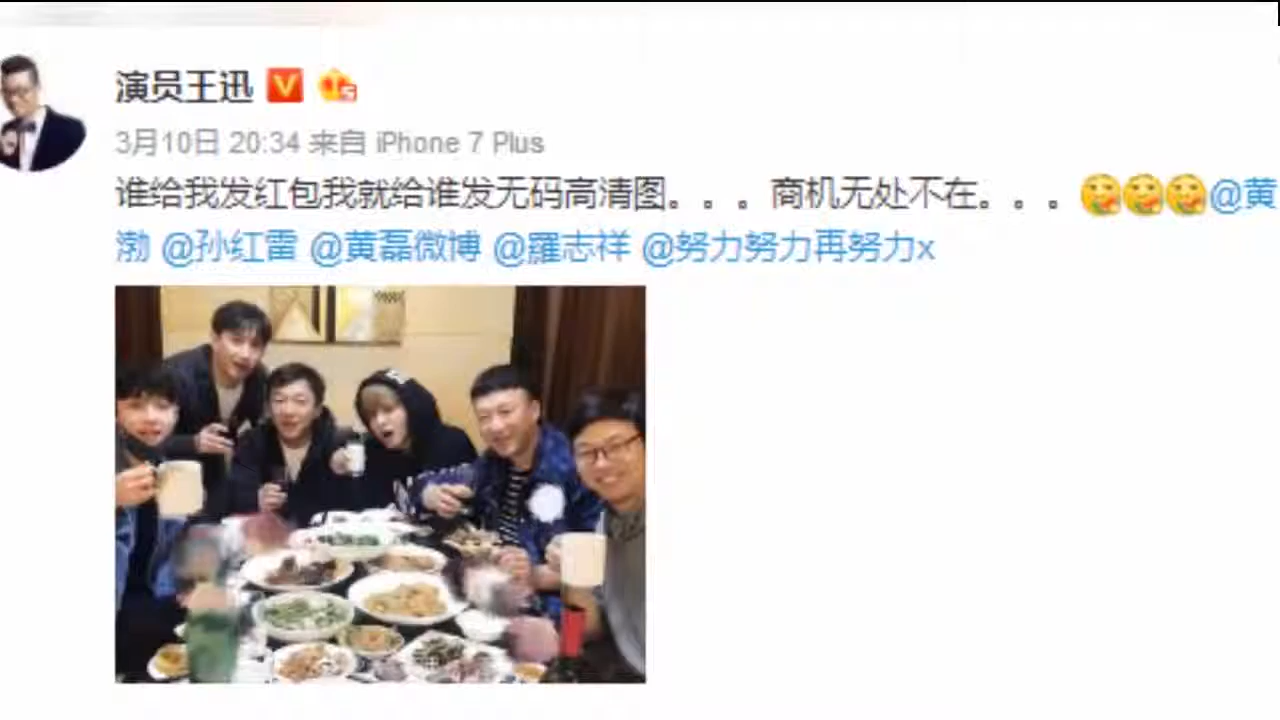 演员王迅
3月10日 20:34 来自 iPhone 7 Plus
谁给我发红包我就给谁发无码高清图。。。商机无处不在。。。@黄
渤 @孙红雷 @黄磊微博 @羅志祥 @努力努力再努力x